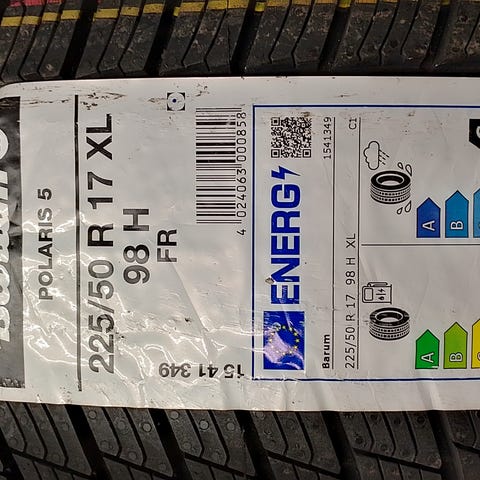 POLARIS 5
225/50 R 17 XL
98 H
FR
15 41 349
4 024063 000858
ENERG
1541349
C1
Barum
225/50 R 17 98 H XL
A
B
A
B